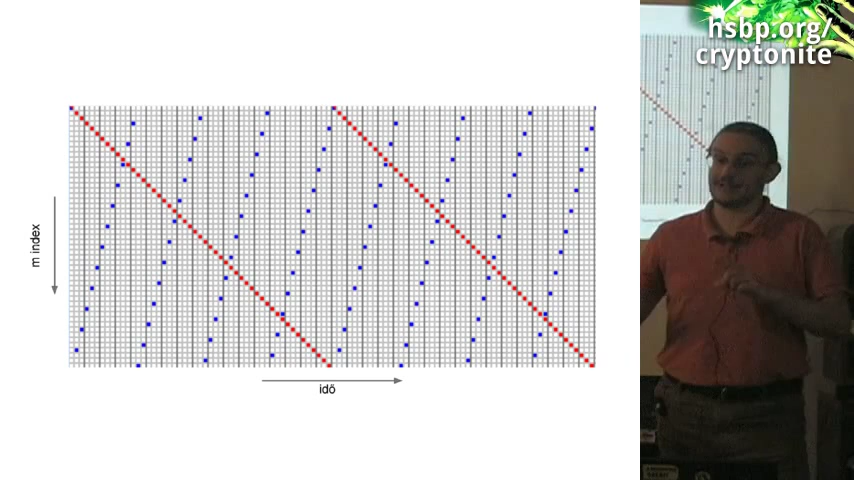 hsbp.org/
cryptonite
m index
idő